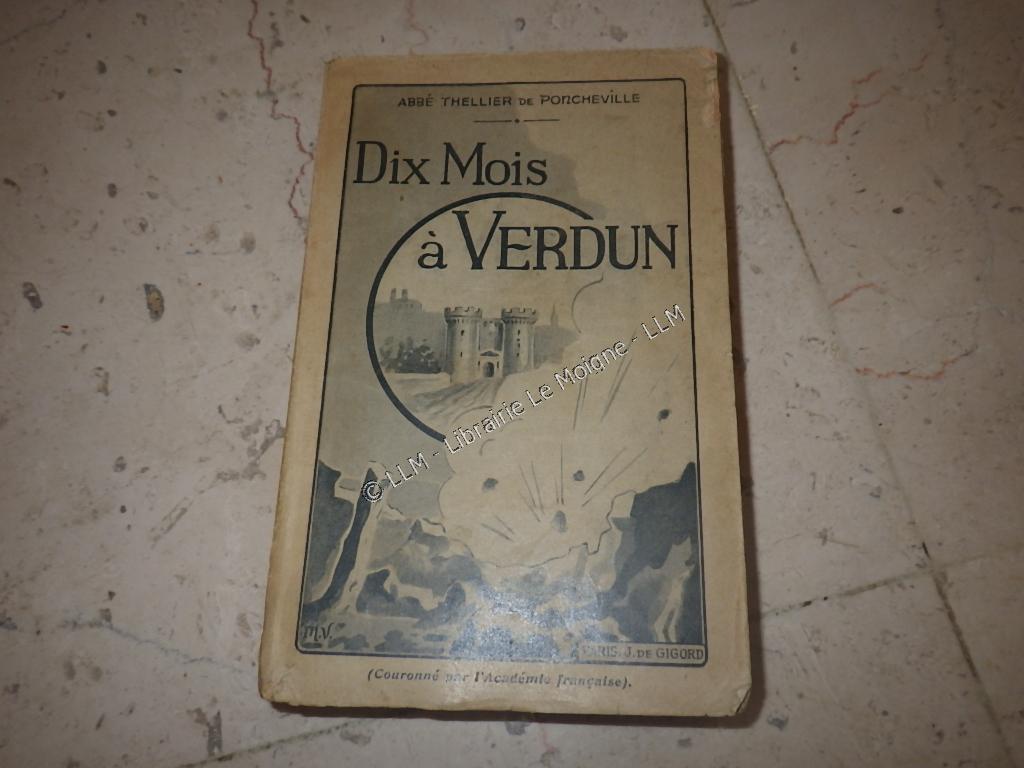 ABBÉ THELLIER DE PONCHEVILLE
DIX MOIS
à VERDUN
© LLM - Librairie Le Moigne - LLM
M.V.
PARIS. J. DE GIGORD
(Couronné par l'Académie française).